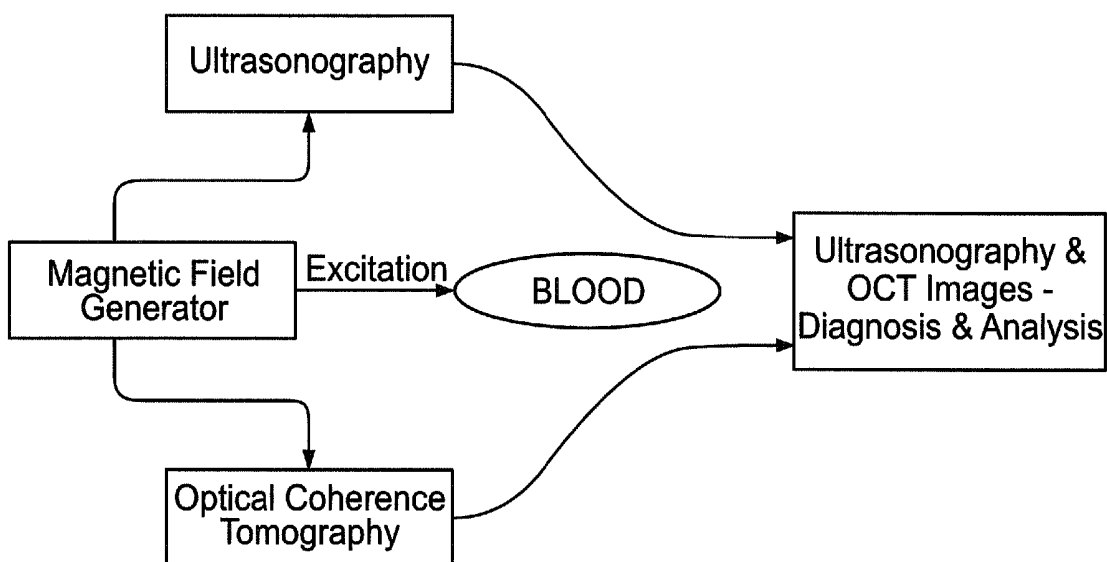 Ultrasonography
Magnetic Field
Generator
Excitation
BLOOD
Ultrasonography &
OCT Images -
Diagnosis & Analysis
Optical Coherence
Tomography